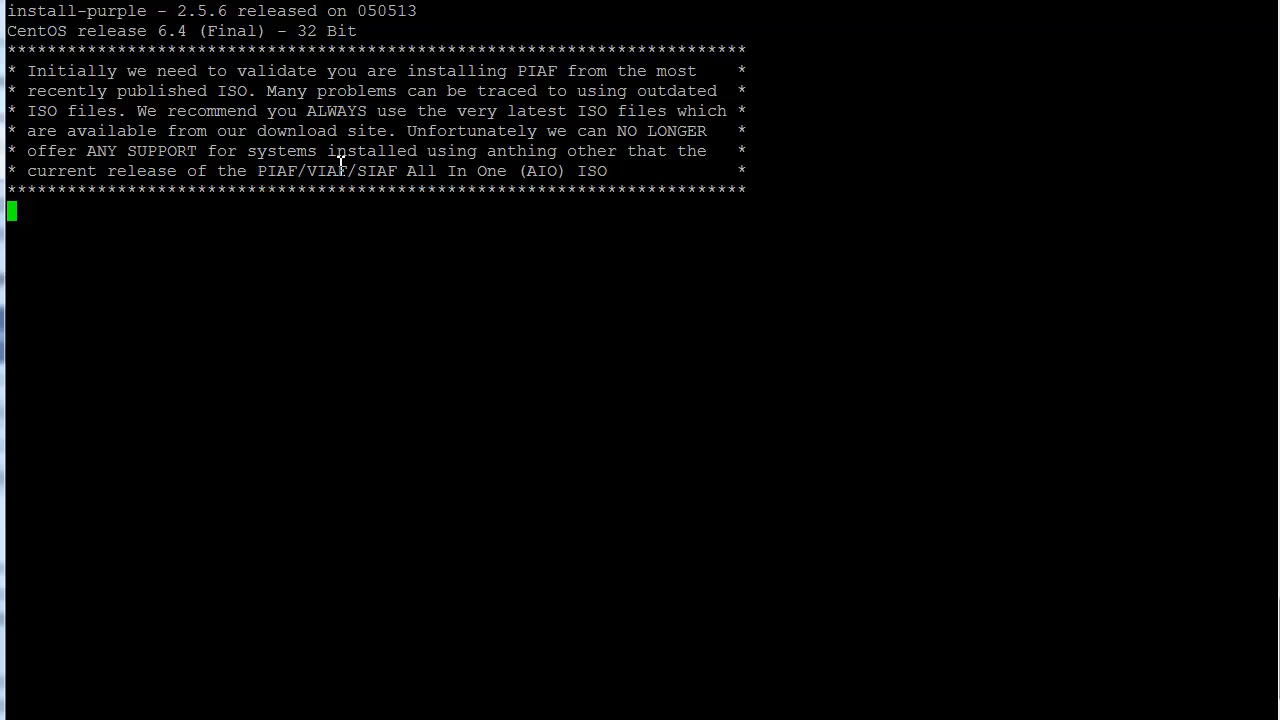 install-purple - 2.5.6 released on 050513
CentOS release 6.4 (Final) - 32 Bit
**************************************************************************
* Initially we need to validate you are installing PIAF from the most    *
* recently published ISO. Many problems can be traced to using outdated  *
* ISO files. We recommend you ALWAYS use the very latest ISO files which *
* are available from our download site. Unfortunately we can NO LONGER   *
* offer ANY SUPPORT for systems installed using anthing other that the   *
* current release of the PIAF/VIAF/SIAF All In One (AIO) ISO             *
**************************************************************************